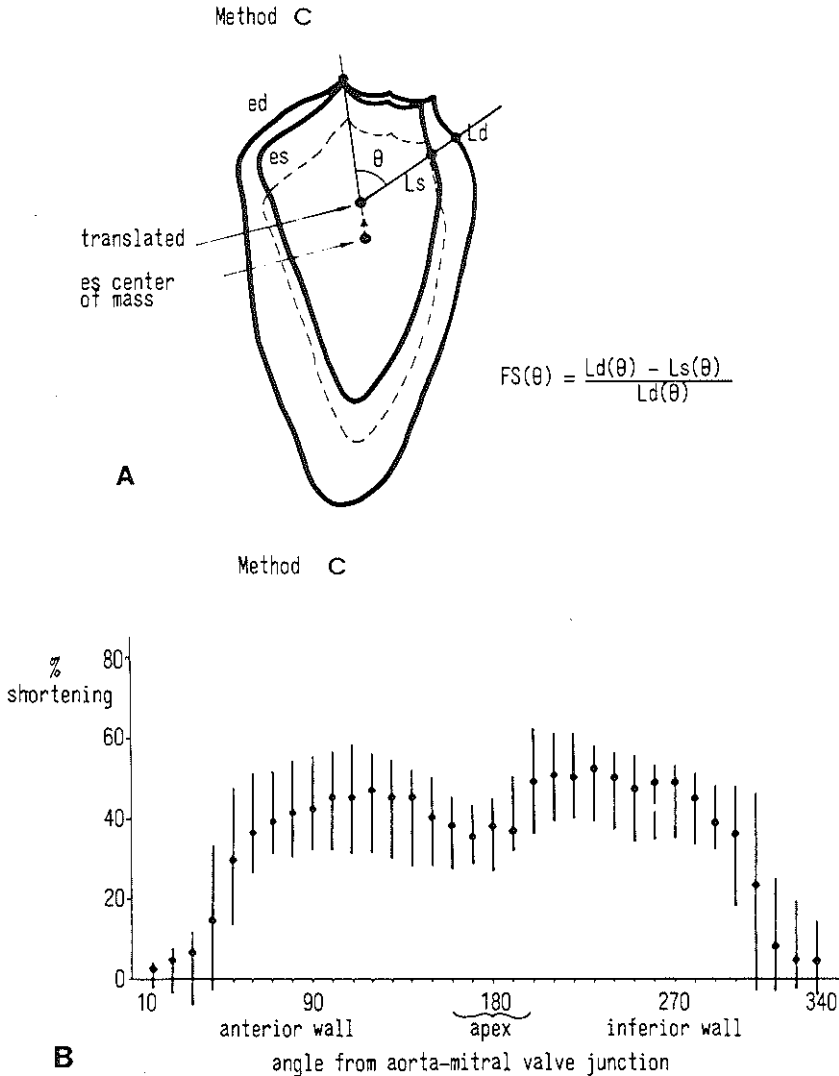 Method C
ed
Ld
es
θ
Ls
translated
es center
of mass
FS(θ) = Ld(θ) - Ls(θ)
Ld(θ)
A
Method C
%
shortening
80
60
40
20
0
10 90 180 270 340
anterior wall apex inferior wall
B
angle from aorta-mitral valve junction